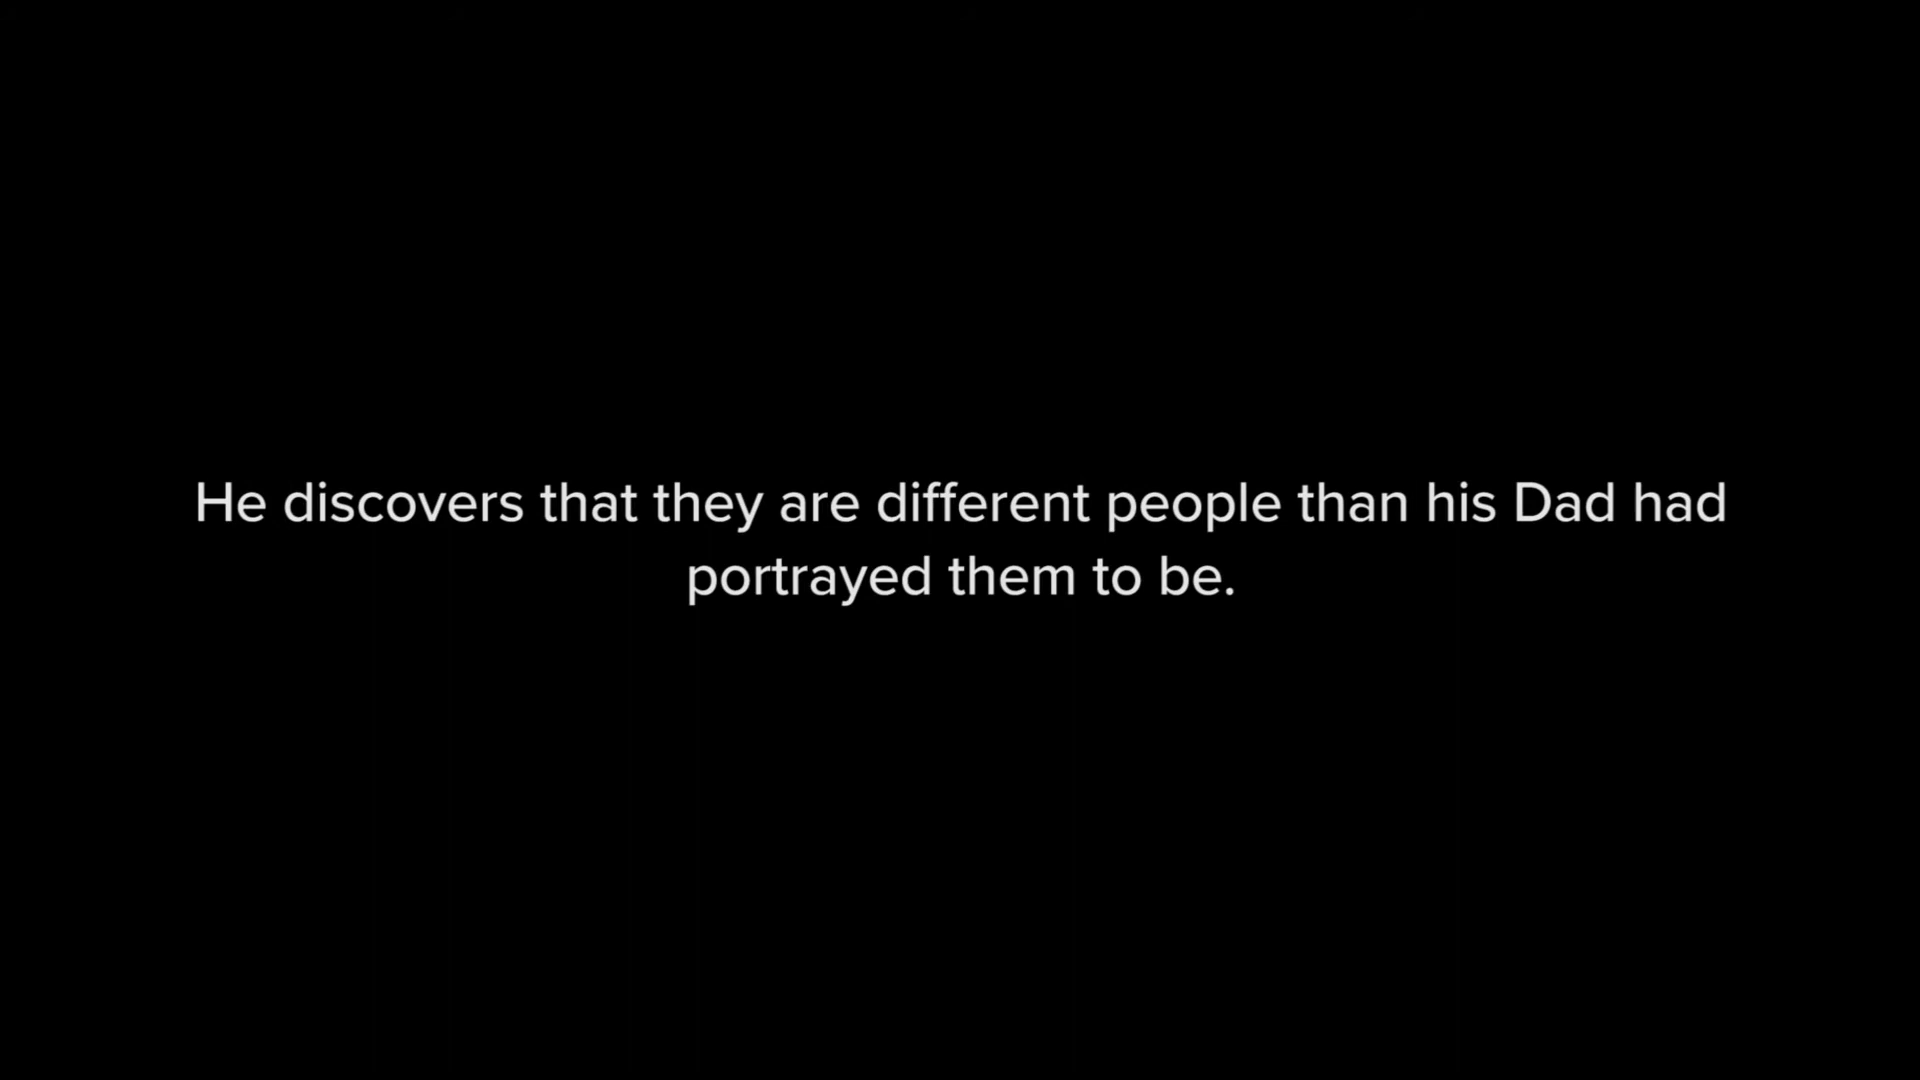 He discovers that they are different people than his Dad had
portrayed them to be.